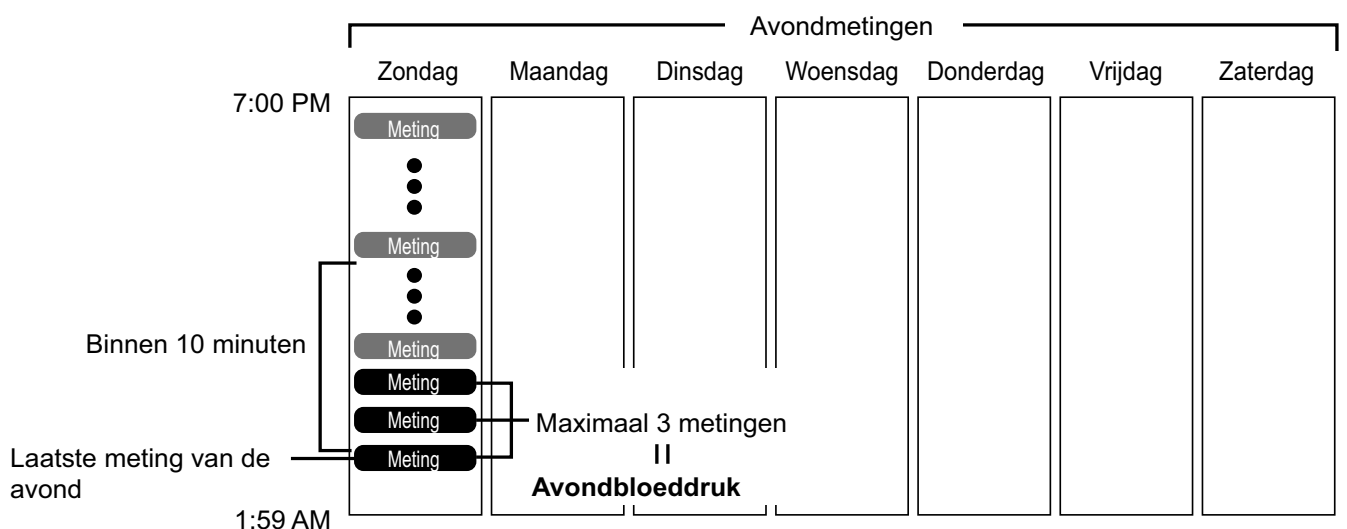 Avondmetingen
Zondag Maandag Dinsdag Woensdag Donderdag Vrijdag Zaterdag
7:00 PM
Meting
Meting
Binnen 10 minuten
Meting
Meting
Meting
Maximaal 3 metingen
Laatste meting van de
avond
Meting
Avondbloeddruk
1:59 AM